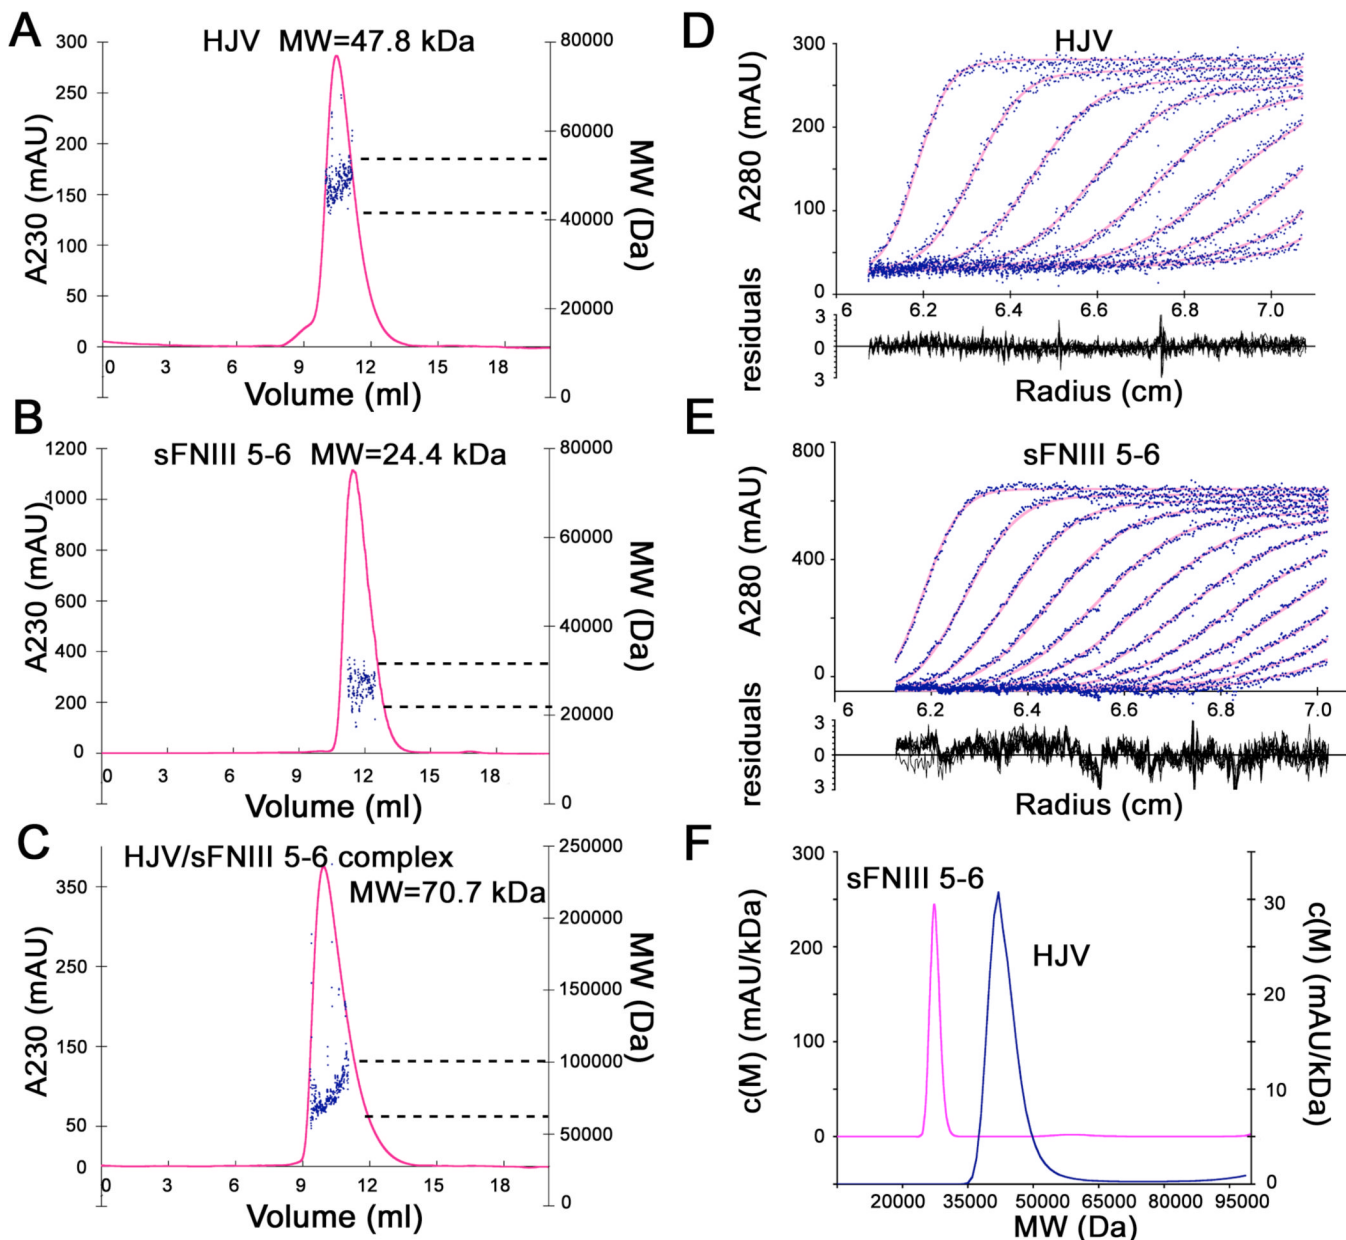 A
HJV MW=47.8 kDa
300
250
200
150
100
50
0
A230 (mAU)
80000
60000
40000
20000
0
MW (Da)
0 3 6 9 12 15 18
Volume (ml)
B
sFNIII 5-6 MW=24.4 kDa
1200
1000
800
600
400
200
0
A230 (mAU)
80000
60000
40000
20000
0
MW (Da)
0 3 6 9 12 15 18
Volume (ml)
C
HJV/sFNIII 5-6 complex
MW=70.7 kDa
350
250
150
50
0
A230 (mAU)
250000
200000
150000
100000
50000
0
MW (Da)
0 3 6 9 12 15 18
Volume (ml)
D
HJV
300
200
100
0
A280 (mAU)
6 6.2 6.4 6.6 6.8 7.0
residuals
3
0
3
Radius (cm)
E
sFNIII 5-6
800
400
0
A280 (mAU)
6 6.2 6.4 6.6 6.8 7.0
residuals
3
0
3
Radius (cm)
F
sFNIII 5-6
HJV
300
200
100
0
c(M) (mAU/kDa)
30
20
10
0
c(M) (mAU/kDa)
20000 35000 50000 65000 80000 95000
MW (Da)